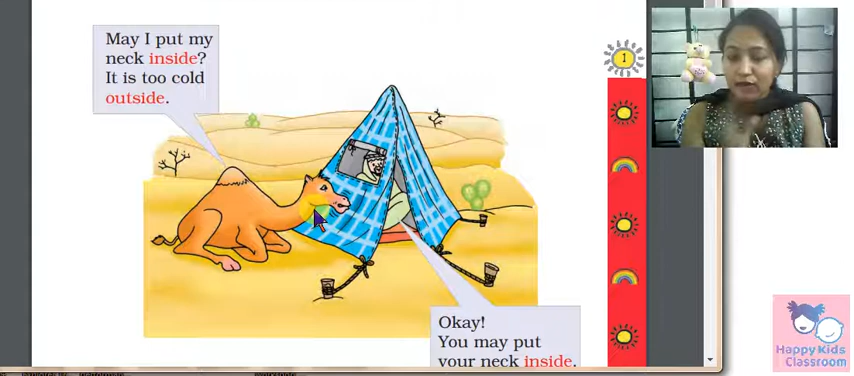 May I put my
neck inside?
It is too cold
outside.
1
Okay!
You may put
your neck inside.
Happy Kids
Classroom